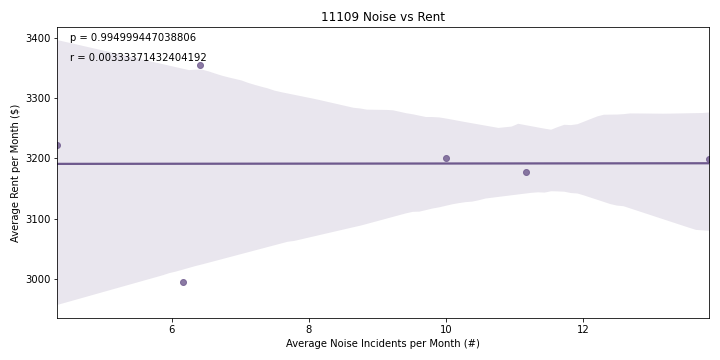 11109 Noise vs Rent
p = 0.994999447038806
r = 0.00333371432404192
3400
3300
3200
3100
3000
Average Rent per Month ($)
6
8
10
12
Average Noise Incidents per Month (#)